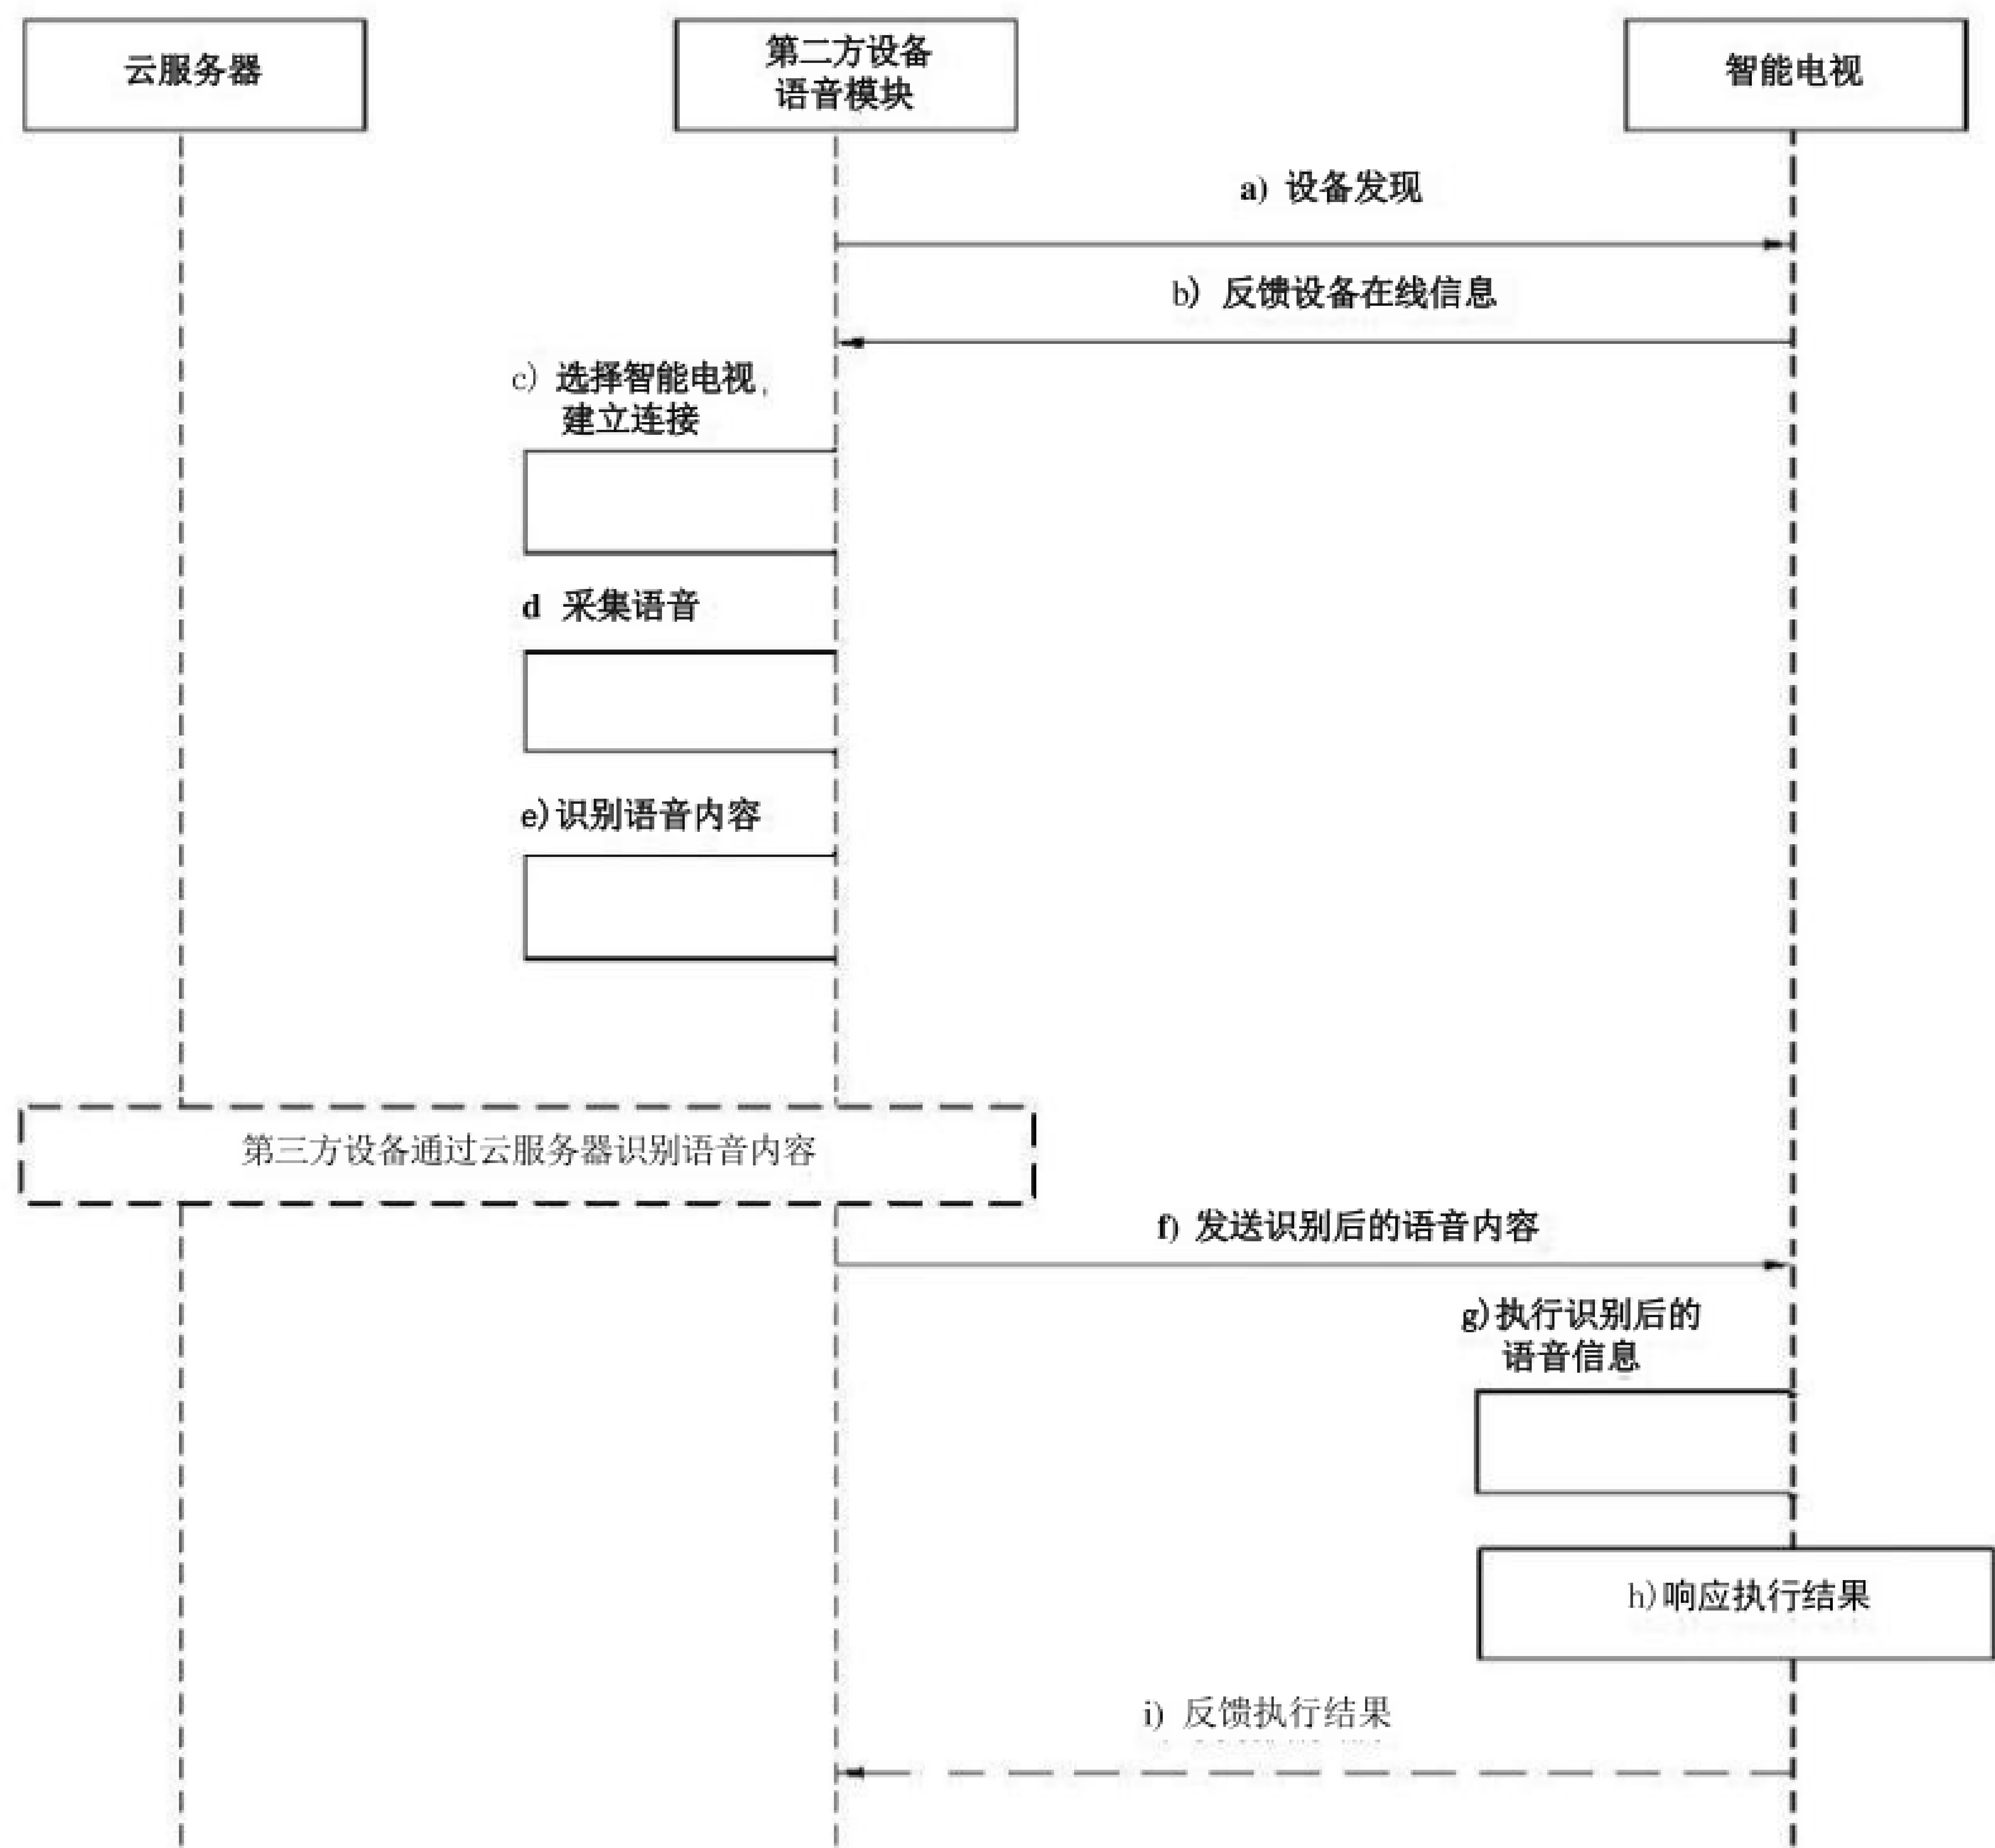 云服务器
第二方设备
语音模块
智能电视
a) 设备发现
b) 反馈设备在线信息
c) 选择智能电视,
建立连接
d 采集语音
e)识别语音内容
第三方设备通过云服务器识别语音内容
f) 发送识别后的语音内容
g)执行识别后的
语音信息
h)响应执行结果
i) 反馈执行结果